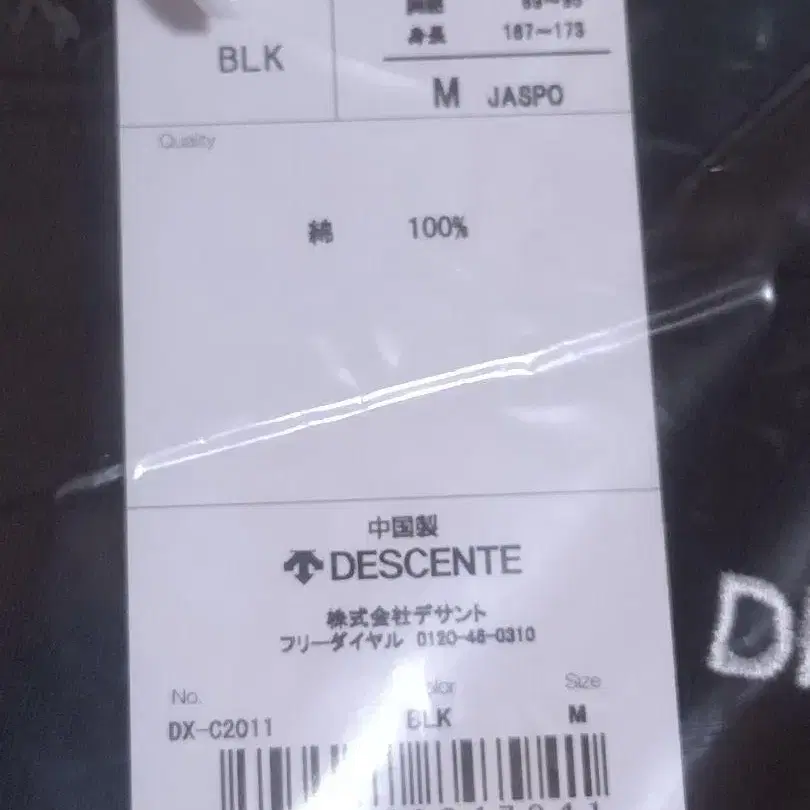 BLK
身長 167~173
M JASPO
Quality
綿 100%
中国製
DESCENTE
株式会社デサント
フリーダイヤル 0120-46-0310
No. Size
DX-C2011 BLK M
D